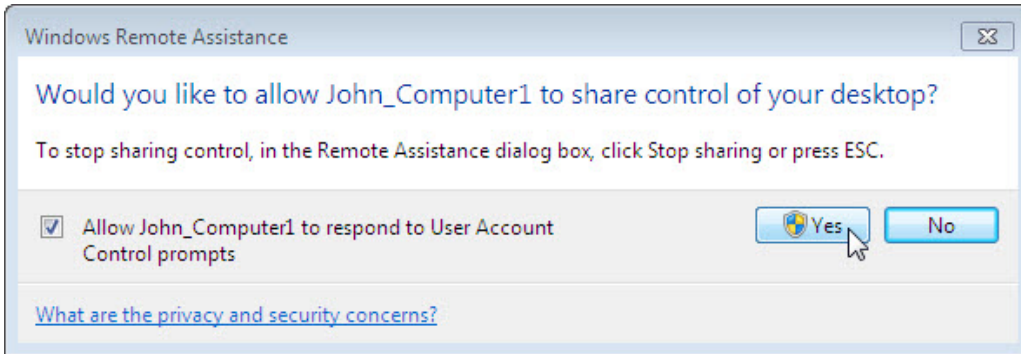 Windows Remote Assistance
Would you like to allow John_Computer1 to share control of your desktop?
To stop sharing control, in the Remote Assistance dialog box, click Stop sharing or press ESC.
Allow John_Computer1 to respond to User Account
Control prompts
Yes
No
What are the privacy and security concerns?